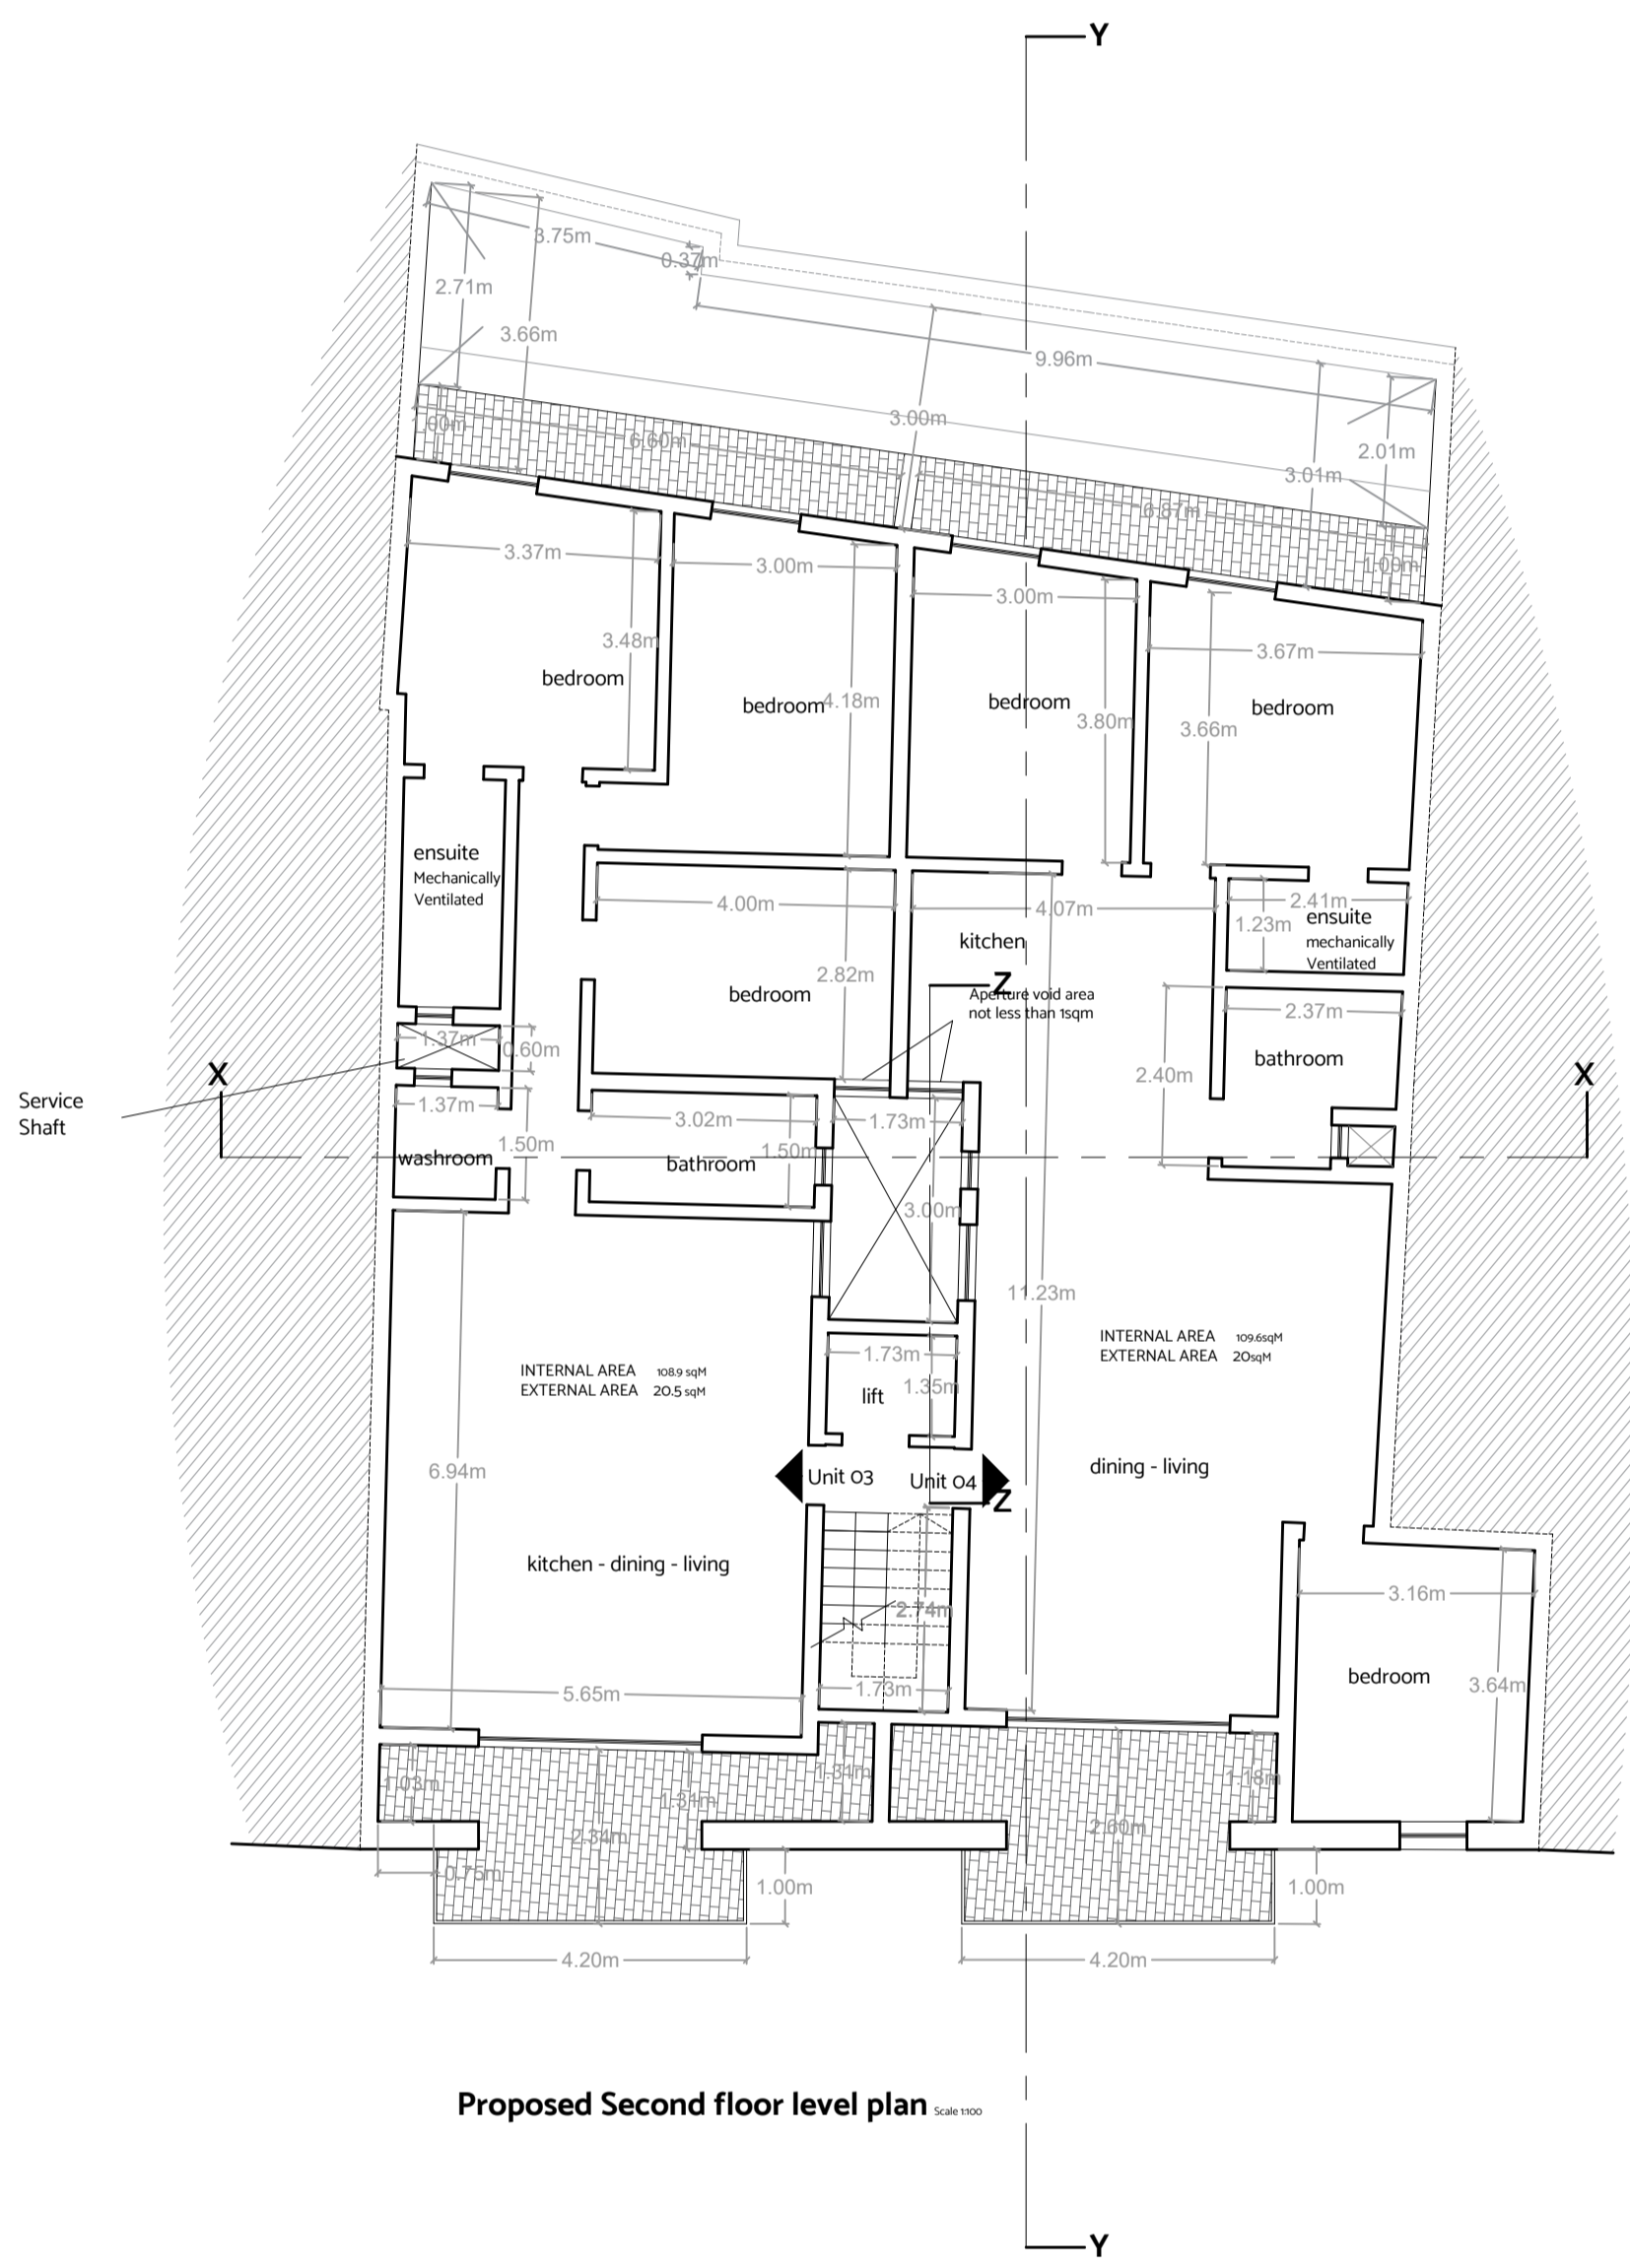 Y
3.75m
0.37m
2.71m
3.66m
9.96m
3.00m
6.60m
2.01m
3.01m
6.87m
1.00m
3.37m
3.00m
3.00m
3.67m
3.48m
bedroom
bedroom
4.18m
bedroom
3.80m
bedroom
3.66m
ensuite
Mechanically
Ventilated
4.00m
4.07m
2.41m
1.23m
ensuite
mechanically
Ventilated
kitchen
2.82m
bedroom
Z
Aperture void area
not less than 1sqm
2.37m
1.37m
0.60m
bathroom
2.40m
X
X
Service
Shaft
1.37m
3.02m
1.73m
1.50m
1.50m
washroom
bathroom
3.00m
11.23m
INTERNAL AREA 109.6sqM
EXTERNAL AREA 20sqM
1.73m
INTERNAL AREA 108.9 sqM
EXTERNAL AREA 20.5 sqM
1.35m
lift
6.94m
dining - living
Unit 03
Unit 04
Z
kitchen - dining - living
3.16m
2.74m
bedroom
3.64m
5.65m
1.73m
1.03m
1.31m
1.31m
1.18m
2.34m
2.60m
0.75m
1.00m
1.00m
4.20m
4.20m
Proposed Second floor level plan Scale 1:100
Y